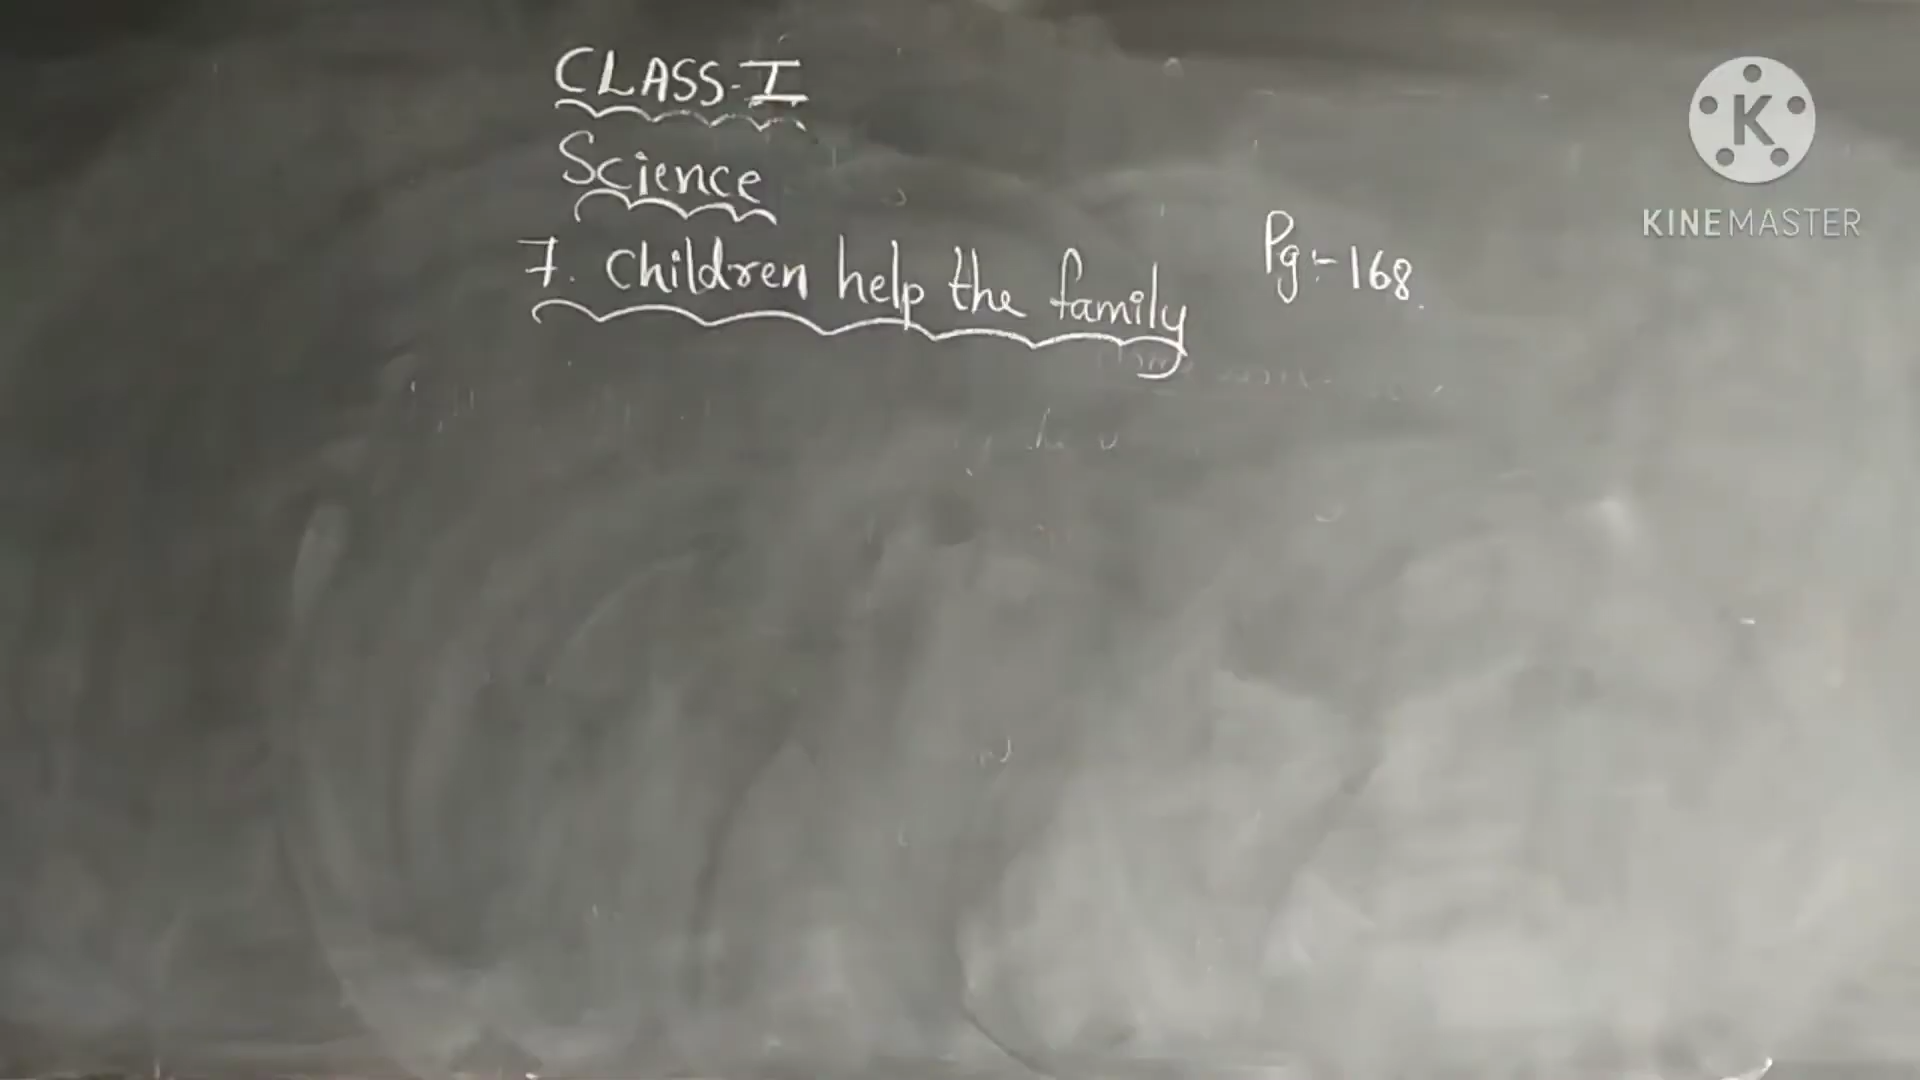 CLASS-I
Science
7. Children help the family
Pg:-168
K
KINEMASTER